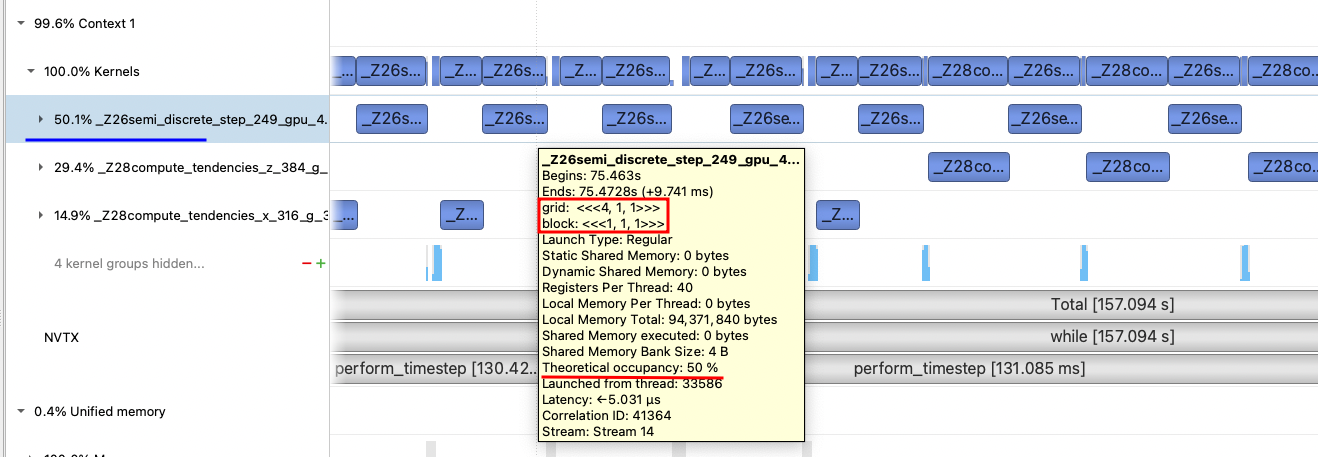 99.6% Context 1
100.0% Kernels
_... _Z26s... _Z... _Z26s... _Z... _Z26s... _Z... _Z26s... _Z... _Z26s... _Z28co... _Z26s... _Z28co... _Z26s... _Z28co...
50.1% _Z26semi_discrete_step_249_gpu_4.
_Z26s... _Z26s... _Z26s... _Z26s... _Z26s... _Z26se... _Z26se...
29.4% _Z28compute_tendencies_z_384_g_
_Z28co... _Z28co... _Z28co...
14.9% _Z28compute_tendencies_x_316_g_3
... _Z... _Z...
4 kernel groups hidden... − +
_Z26semi_discrete_step_249_gpu_4...
Begins: 75.463s
Ends: 75.4728s (+9.741 ms)
grid: <<<4, 1, 1>>>
block: <<<1, 1, 1>>>
Launch Type: Regular
Static Shared Memory: 0 bytes
Dynamic Shared Memory: 0 bytes
Registers Per Thread: 40
Local Memory Per Thread: 0 bytes
Local Memory Total: 94,371,840 bytes
Shared Memory executed: 0 bytes
Shared Memory Bank Size: 4 B
Theoretical occupancy: 50 %
Launched from thread: 33586
Latency: ←5.031 μs
Correlation ID: 41364
Stream: Stream 14
Total [157.094 s]
NVTX
while [157.094 s]
perform_timestep [130.42... perform_timestep [131.085 ms]
0.4% Unified memory